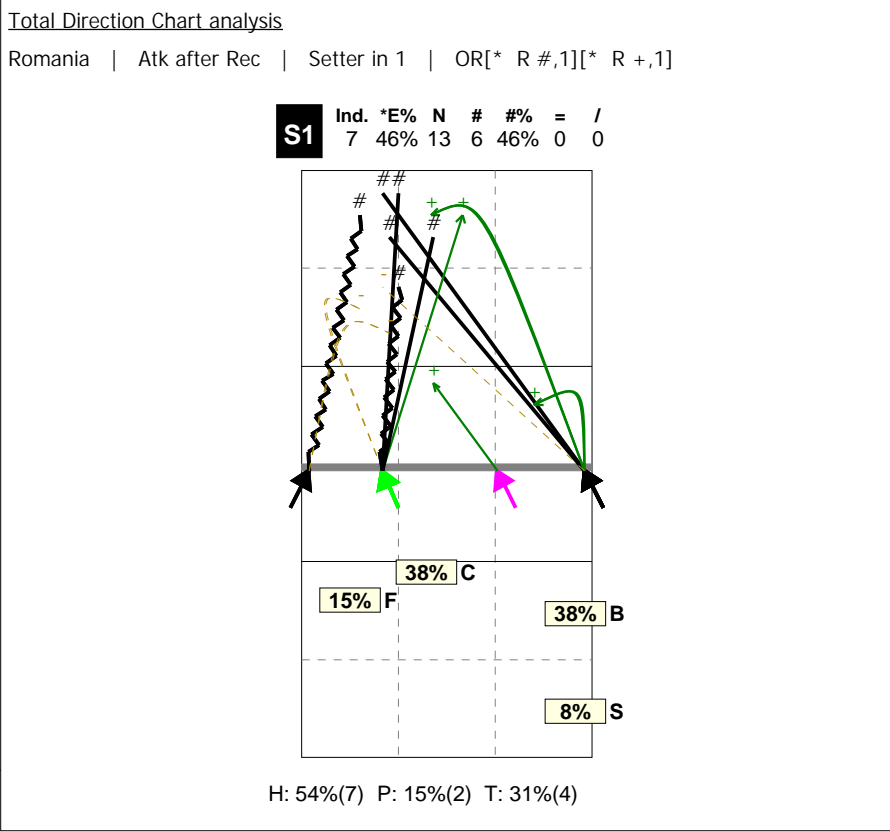 Total Direction Chart analysis
Romania | Atk after Rec | Setter in 1 | OR[* R #,1][* R +,1]
Ind. *E% N # #% = /
S1 7 46% 13 6 46% 0 0
##
# + +
# #
- #
-
+
+
38% C
15% F
38% B
8% S
H: 54%(7) P: 15%(2) T: 31%(4)